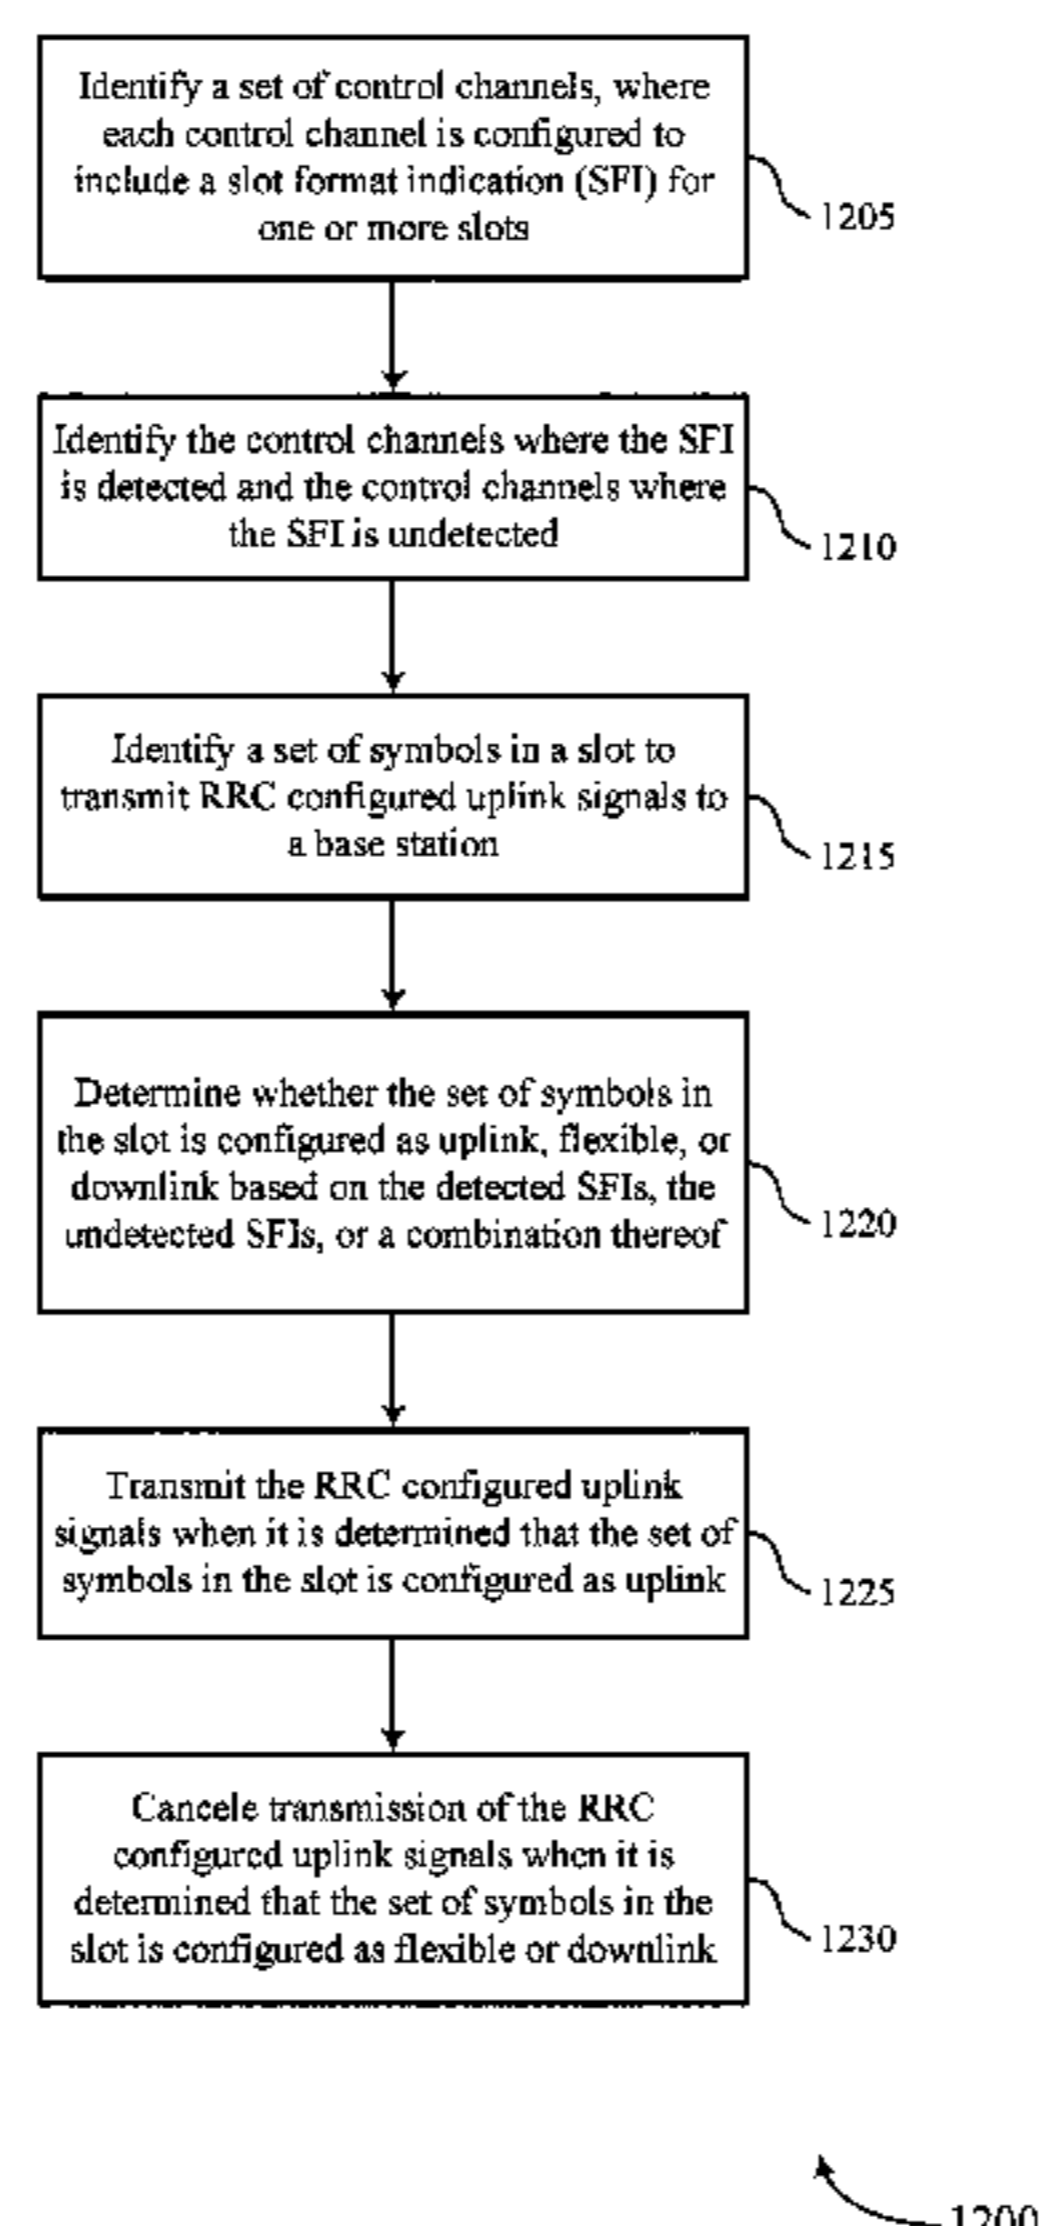 Identify a set of control channels, where
each control channel is configured to
include a slot format indication (SFI) for
one or more slots
1205
Identify the control channels where the SFI
is detected and the control channels where
the SFI is undetected
1210
Identify a set of symbols in a slot to
transmit RRC configured uplink signals to
a base station
1215
Determine whether the set of symbols in
the slot is configured as uplink, flexible, or
downlink based on the detected SFIs, the
undetected SFIs, or a combination thereof
1220
Transmit the RRC configured uplink
signals when it is determined that the set of
symbols in the slot is configured as uplink
1225
Cancele transmission of the RRC
configured uplink signals when it is
determined that the set of symbols in the
slot is configured as flexible or downlink
1230
1200